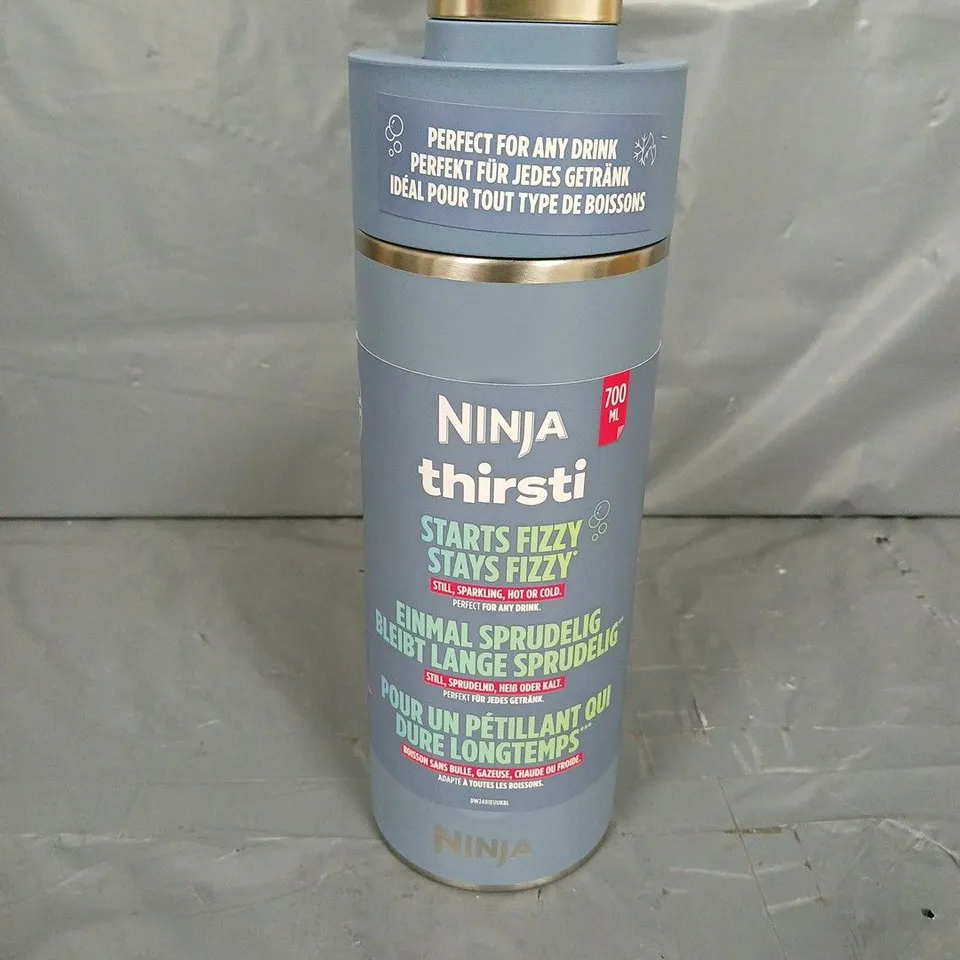 PERFECT FOR ANY DRINK
PERFEKT FÜR JEDES GETRÄNK
IDÉAL POUR TOUT TYPE DE BOISSONS
NINJA
700
ML
thirsti
STARTS FIZZY
STAYS FIZZY*
STILL, SPARKLING, HOT OR COLD.
PERFECT FOR ANY DRINK.
EINMAL SPRUDELIG
BLEIBT LANGE SPRUDELIG**
STILL, SPRUDELND, HEIß ODER KALT.
PERFEKT FÜR JEDES GETRÄNK.
POUR UN PÉTILLANT QUI
DURE LONGTEMPS***
BOISSON SANS BULLE, GAZEUSE, CHAUDE OU FROIDE.
ADAPTÉ À TOUTES LES BOISSONS.
NINJA